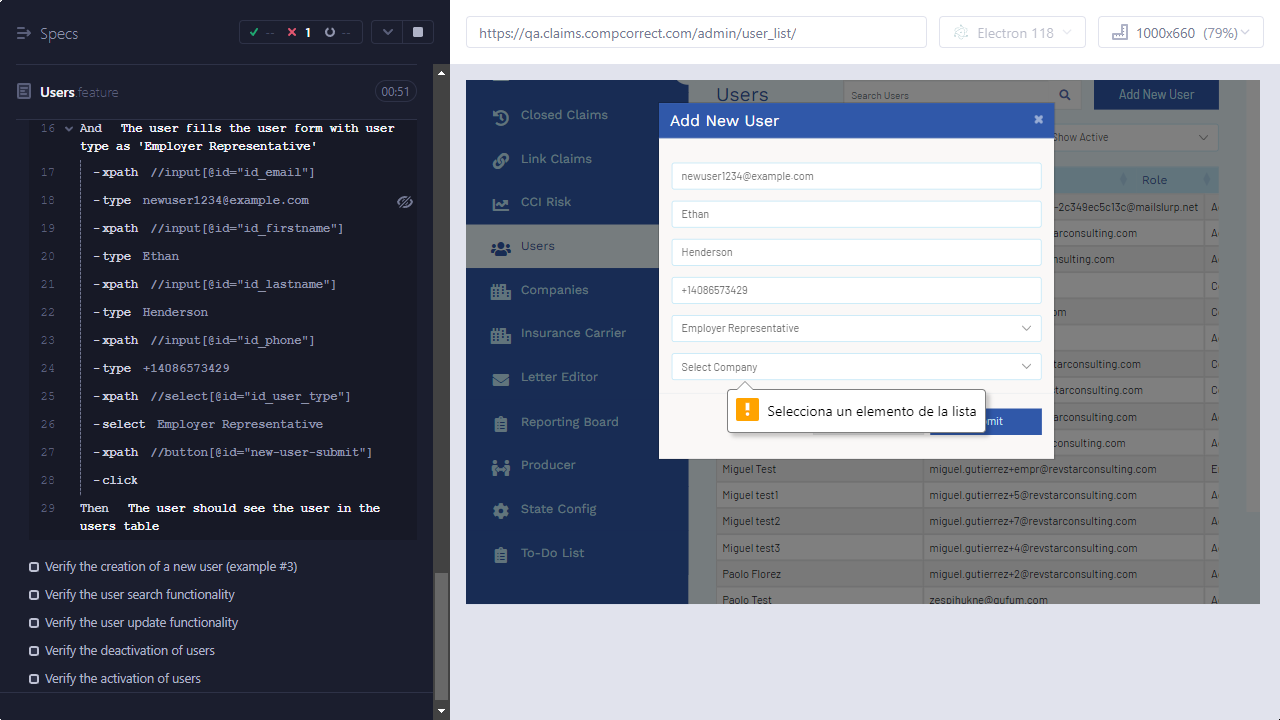 Specs
-- 1 --
Users.feature
00:51
16 And The user fills the user form with user
type as 'Employer Representative'
17 -xpath //input[@id="id_email"]
18 -type newuser1234@example.com
19 -xpath //input[@id="id_firstname"]
20 -type Ethan
21 -xpath //input[@id="id_lastname"]
22 -type Henderson
23 -xpath //input[@id="id_phone"]
24 -type +14086573429
25 -xpath //select[@id="id_user_type"]
26 -select Employer Representative
27 -xpath //button[@id="new-user-submit"]
28 -click
29 Then The user should see the user in the
users table
Verify the creation of a new user (example #3)
Verify the user search functionality
Verify the user update functionality
Verify the deactivation of users
Verify the activation of users
https://qa.claims.compcorrect.com/admin/user_list/
Electron 118
1000x660 (79%)
Closed Claims
Link Claims
CCI Risk
Users
Companies
Insurance Carrier
Letter Editor
Reporting Board
Producer
State Config
To-Do List
Users
Search Users
Add New User
Show Active
Role
-2c349ec5c13c@mailslurp.net
starconsulting.com
nsulting.com
om
starconsulting.com
starconsulting.com
starconsulting.com
starconsulting.com
Add New User
×
newuser1234@example.com
Ethan
Henderson
+14086573429
Employer Representative
Select Company
Selecciona un elemento de la lista
mit
Miguel Test miguel.gutierrez+empr@revstarconsulting.com E
Miguel test1 miguel.gutierrez+5@revstarconsulting.com
Miguel test2 miguel.gutierrez+7@revstarconsulting.com
Miguel test3 miguel.gutierrez+4@revstarconsulting.com
Paolo Florez miguel.gutierrez+2@revstarconsulting.com
Paolo Test zespihukne@gufum.com